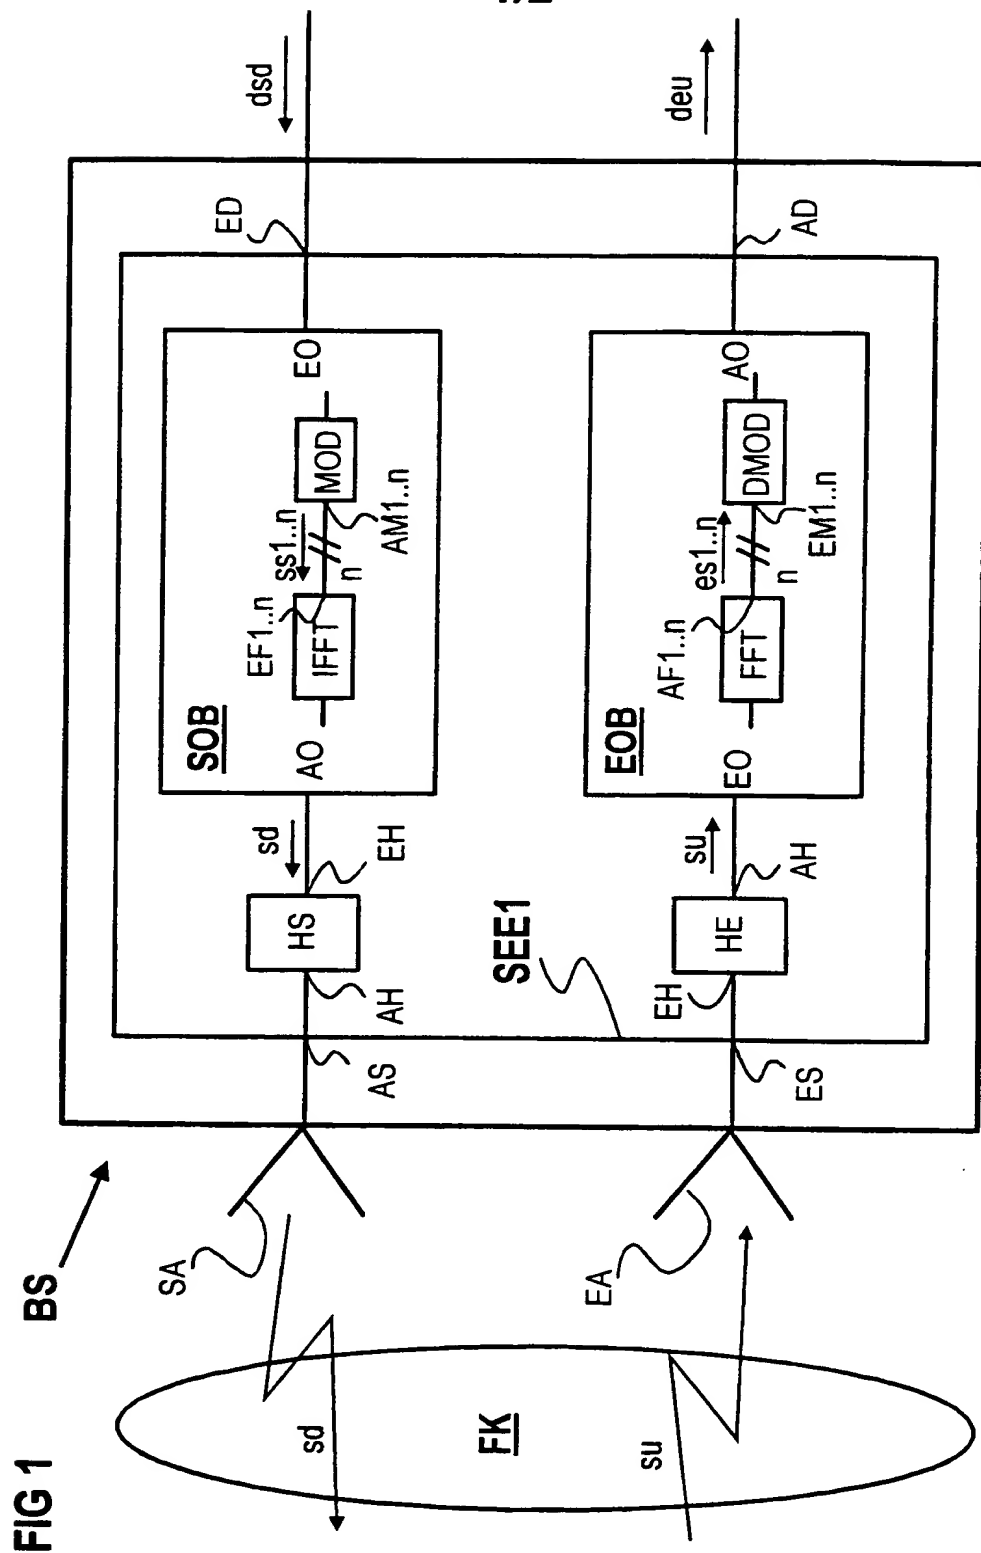 FIG 1
BS
dsd
ED
SOB
EO
MOD
AM1..n
ss1..n
n
EF1..n
IFFT
AO
sd
EH
HS
AH
AS
SA
sd
FK
SEE1
deu
AD
EOB
AO
DMOD
EM1..n
es1..n
n
AF1..n
FFT
EO
su
AH
HE
EH
ES
EA
su